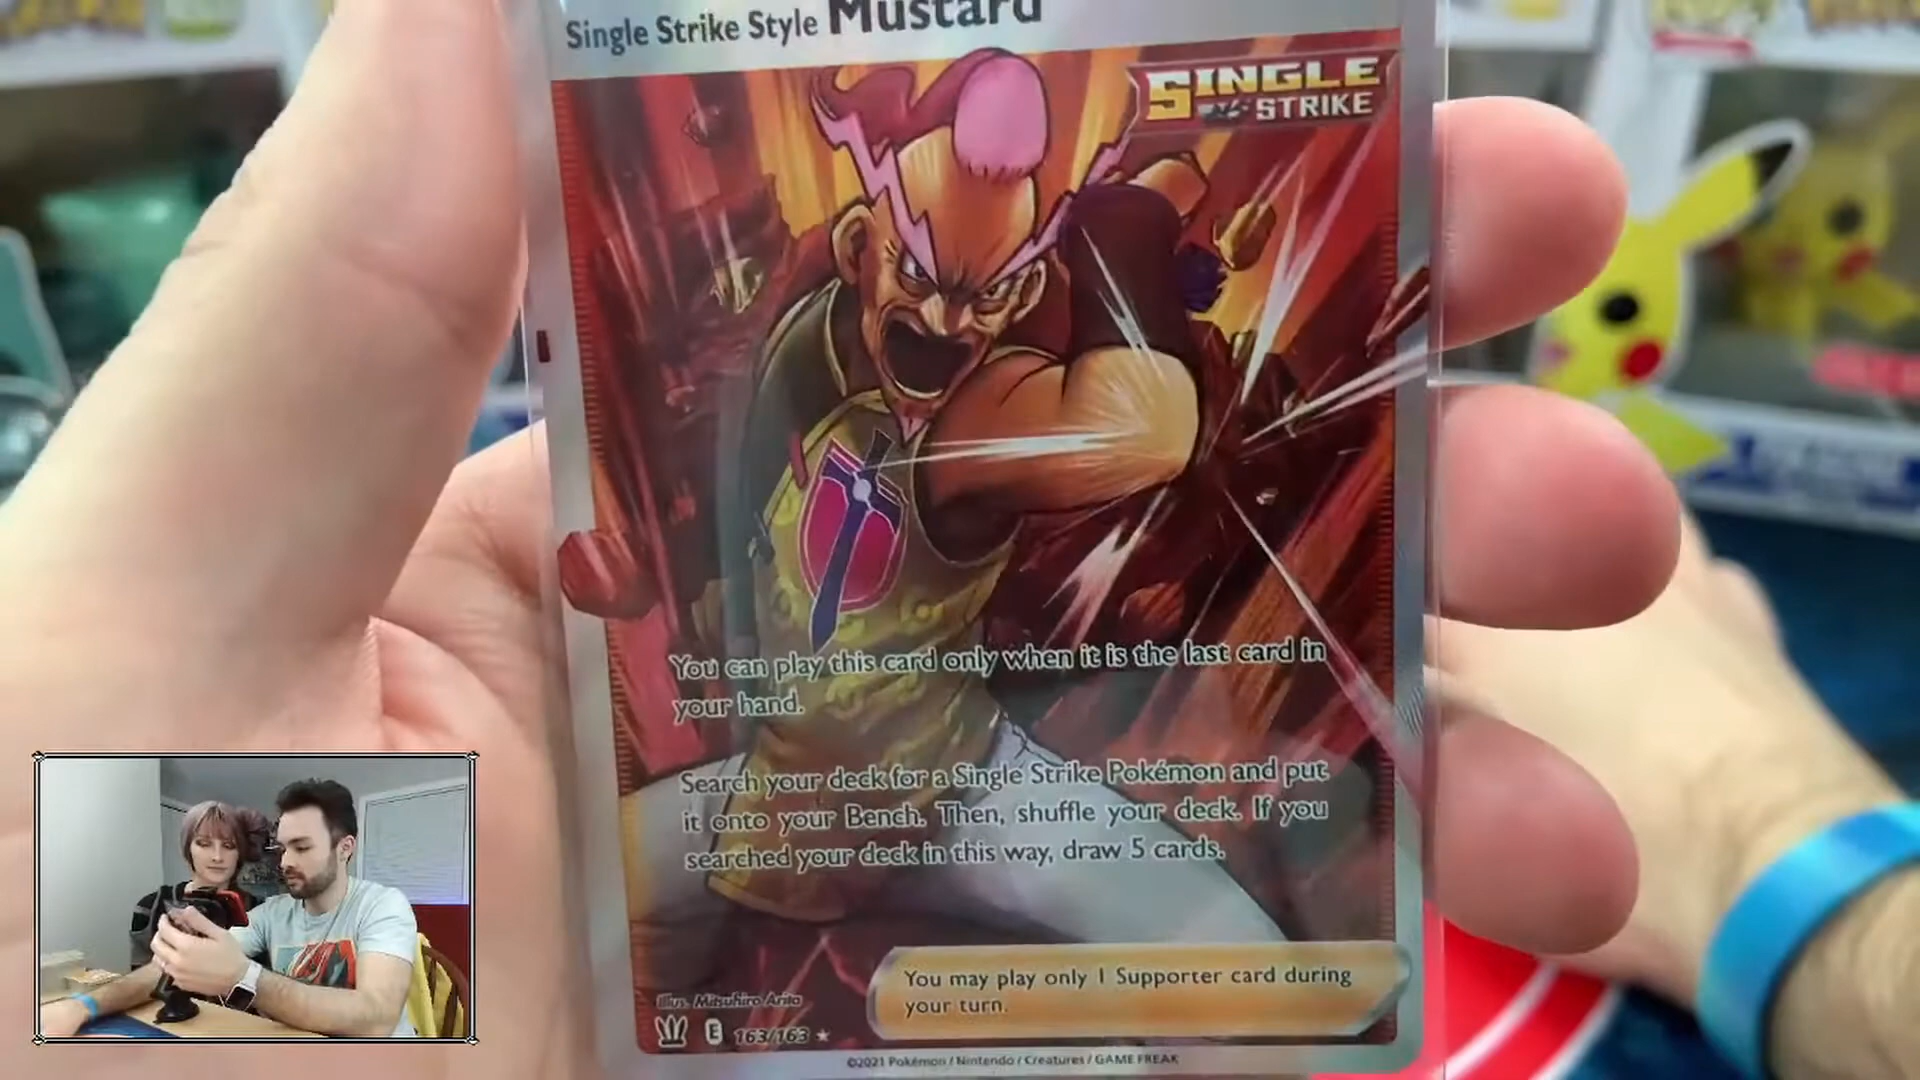 Single Strike Style Mustard
SINGLE
STRIKE
You can play this card only when it is the last card in
your hand.
Search your deck for a Single Strike Pokémon and put
it onto your Bench. Then, shuffle your deck. If you
searched your deck in this way, draw 5 cards.
You may play only 1 Supporter card during
your turn.
Illus. Mitsuhiro Arita
E 163/163 ★
©2021 Pokémon / Nintendo / Creatures / GAME FREAK